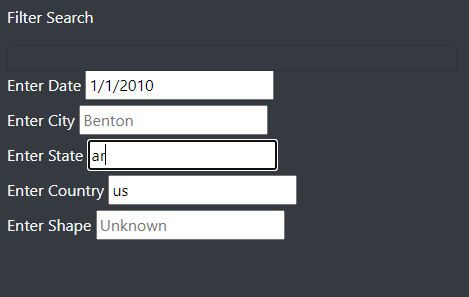 Filter Search
Enter Date 1/1/2010
Enter City Benton
Enter State ar
Enter Country us
Enter Shape Unknown